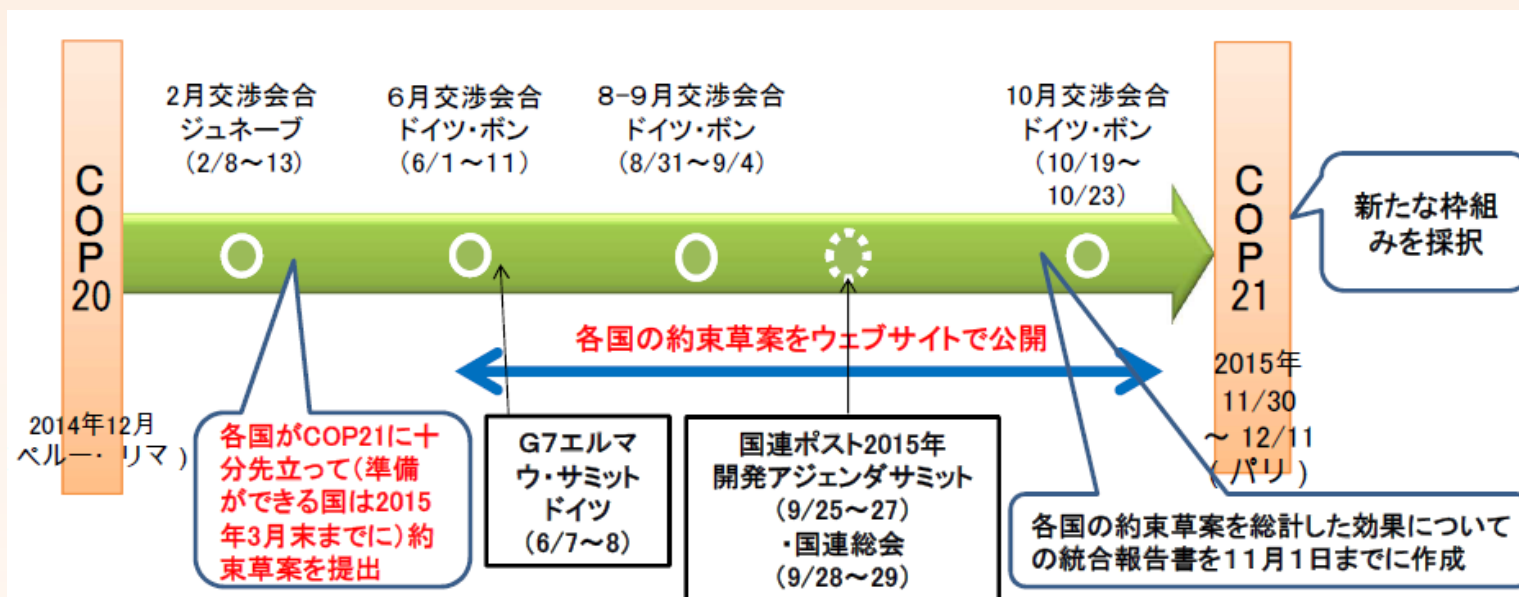 COP20
2014年12月
ペルー・リマ )
2月交渉会合
ジュネーブ
(2/8～13)
6月交渉会合
ドイツ・ボン
(6/1～11)
8-9月交渉会合
ドイツ・ボン
(8/31～9/4)
10月交渉会合
ドイツ・ボン
(10/19～
10/23)
COP21
2015年
11/30
～ 12/11
( パリ )
新たな枠組
みを採択
各国の約束草案をウェブサイトで公開
各国がCOP21に十
分先立って(準備
ができる国は2015
年3月末までに)約
束草案を提出
G7エルマ
ウ・サミット
ドイツ
(6/7～8)
国連ポスト2015年
開発アジェンダサミット
(9/25～27)
・国連総会
(9/28～29)
各国の約束草案を総計した効果について
の統合報告書を11月1日までに作成